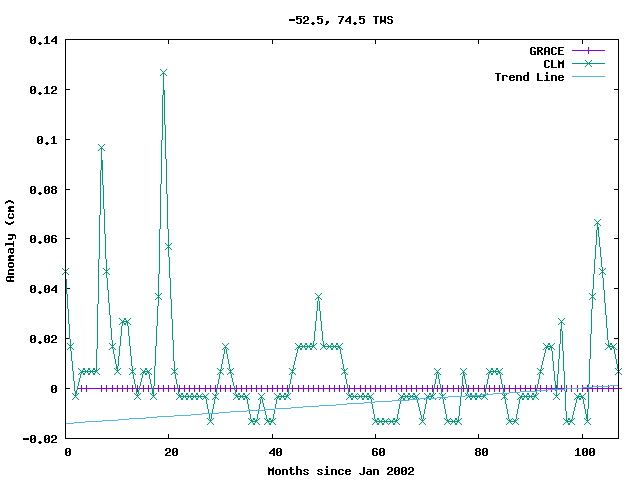 -52.5, 74.5 TWS
GRACE
CLM
Trend Line
0.14
0.12
0.1
0.08
0.06
0.04
0.02
0
-0.02
Anomaly (cm)
0 20 40 60 80 100
Months since Jan 2002